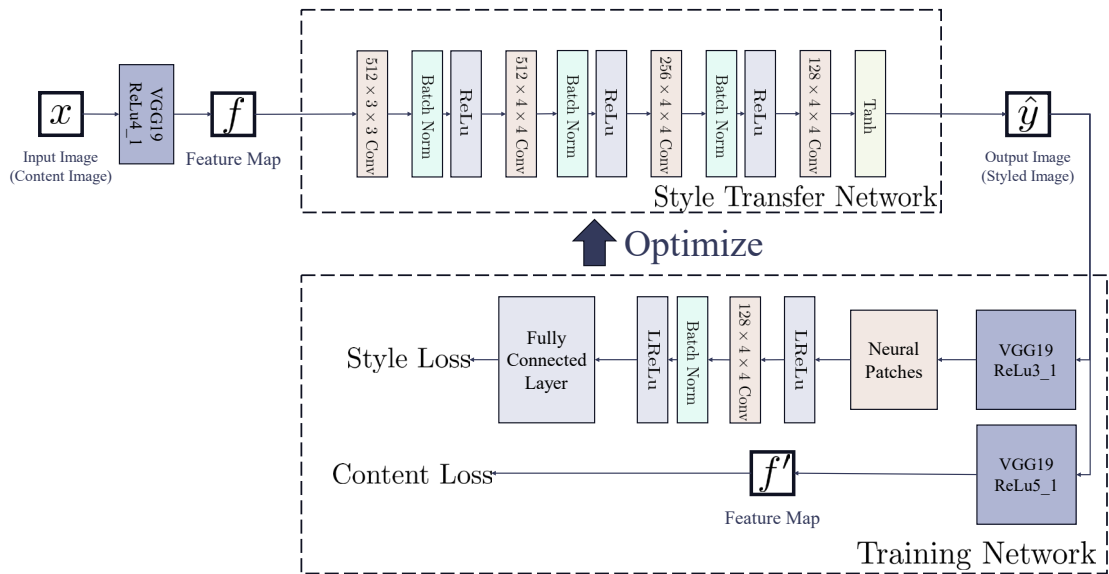 x
Input Image
(Content Image)
VGG19
ReLu4_1
f
Feature Map
512 × 3 × 3 Conv
Batch Norm
ReLu
512 × 4 × 4 Conv
Batch Norm
ReLu
256 × 4 × 4 Conv
Batch Norm
ReLu
128 × 4 × 4 Conv
Tanh
Style Transfer Network
ŷ
Output Image
(Styled Image)
Optimize
Style Loss
Fully
Connected
Layer
LReLu
Batch Norm
128 × 4 × 4 Conv
LReLu
Neural
Patches
VGG19
ReLu3_1
Content Loss
f′
Feature Map
VGG19
ReLu5_1
Training Network